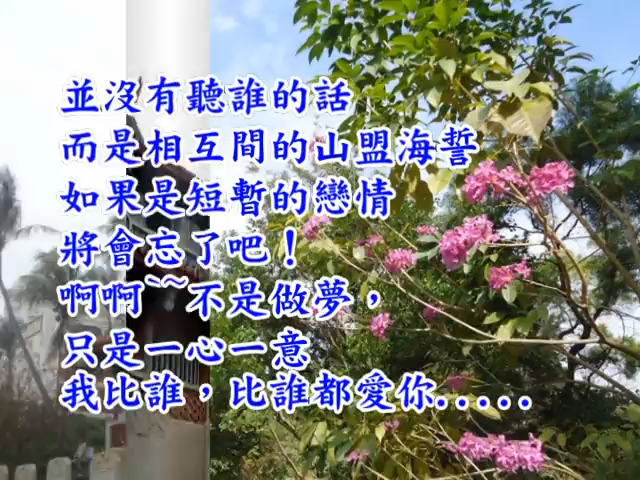 並沒有聽誰的話
而是相互間的山盟海誓
如果是短暫的戀情
將會忘了吧！
啊啊~~不是做夢，
只是一心一意
我比誰，比誰都愛你.....